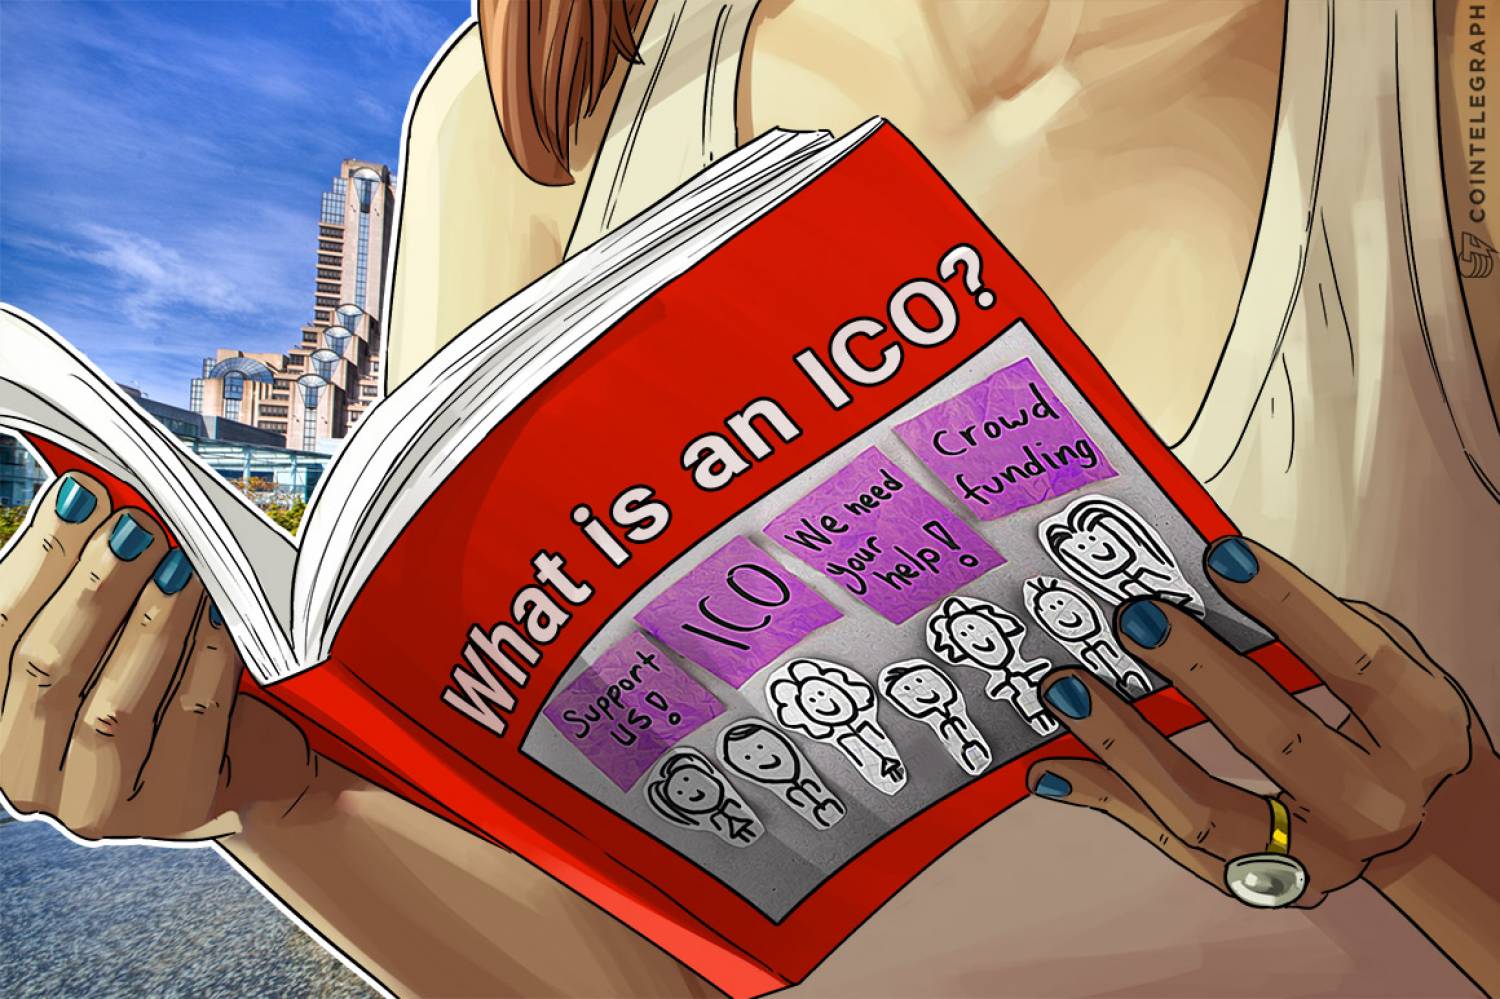 What is an ICO?
Support
us!
ICO
We need
your
help!
Crowd
funding
COINTELEGRAPH